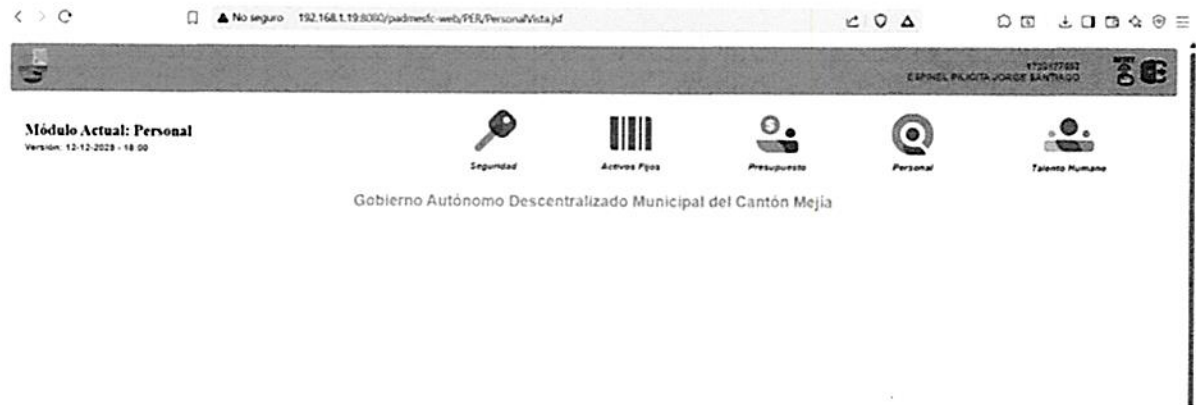 No seguro 192.168.1.19:8080/padmesfc-web/PER/PersonalVista.jsf
ESPINEL PILICITA JORGE SANTIAGO
Módulo Actual: Personal
Versión: 12-12-2025 - 18:00
Seguridad
Activos Fijos
Presupuesto
Personal
Talento Humano
Gobierno Autónomo Descentralizado Municipal del Cantón Mejía